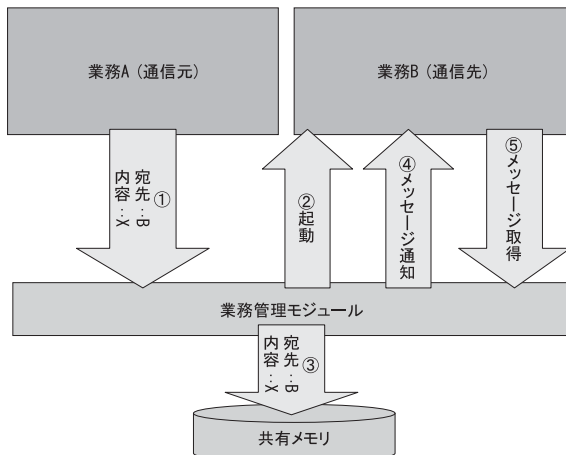 業務A（通信元）
業務B（通信先）
①
宛先：B
内容：X
②起動
④メッセージ通知
⑤メッセージ取得
業務管理モジュール
③
宛先：B
内容：X
共有メモリ